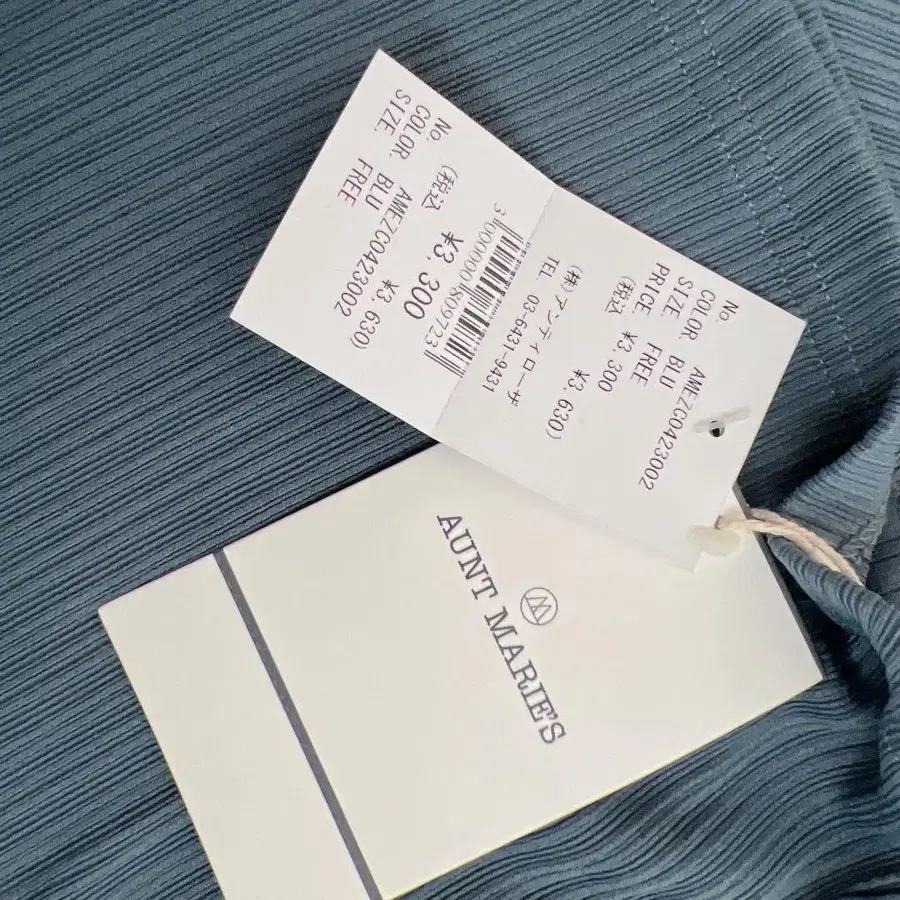 No. AMEZC0423002
COLOR. BLU
SIZE. FREE
PRICE. ¥3,300
(税込 ¥3,630)
(株)アンティローザ
TEL 03-6431-9431
3000000809723
No. AMEZC0423002
COLOR. BLU
SIZE. FREE
¥3,300
(税込 ¥3,630)
AUNT MARIE'S